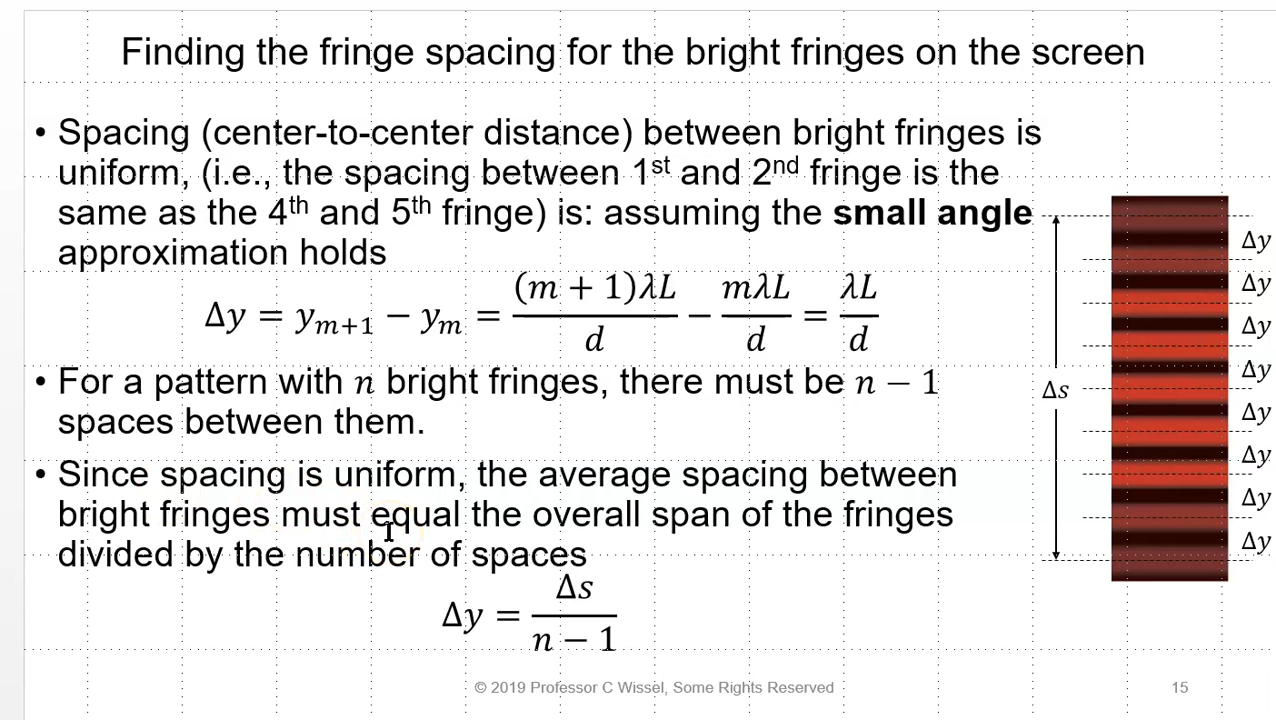 Finding the fringe spacing for the bright fringes on the screen
• Spacing (center-to-center distance) between bright fringes is
uniform, (i.e., the spacing between 1st and 2nd fringe is the
same as the 4th and 5th fringe) is: assuming the small angle
approximation holds
Δy = y_{m+1} − y_m = (m + 1)λL / d − mλL / d = λL / d
• For a pattern with n bright fringes, there must be n − 1
spaces between them.
• Since spacing is uniform, the average spacing between
bright fringes must equal the overall span of the fringes
divided by the number of spaces
Δy = Δs / n − 1
Δs
Δy
Δy
Δy
Δy
Δy
Δy
Δy
Δy
© 2019 Professor C Wissel, Some Rights Reserved
15